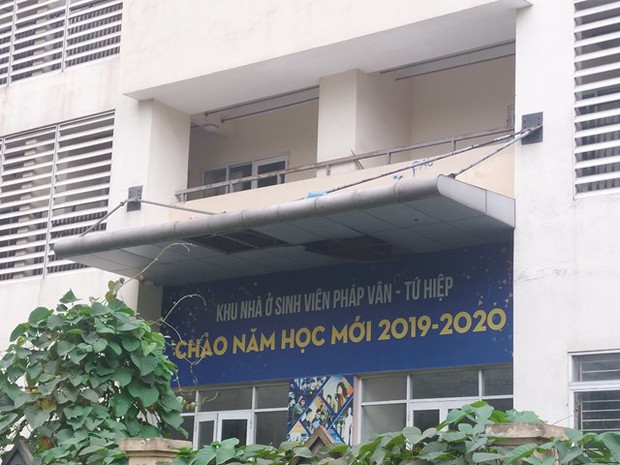 KHU NHÀ Ở SINH VIÊN PHÁP VÂN - TỨ HIỆP
CHÀO NĂM HỌC MỚI 2019-2020